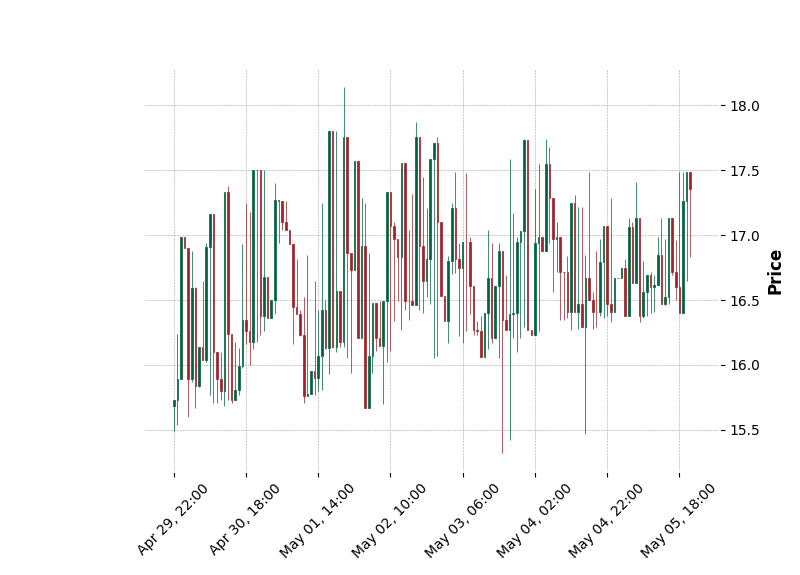 18.0
17.5
17.0
16.5
16.0
15.5
Price
Apr 29, 22:00
Apr 30, 18:00
May 01, 14:00
May 02, 10:00
May 03, 06:00
May 04, 02:00
May 04, 22:00
May 05, 18:00